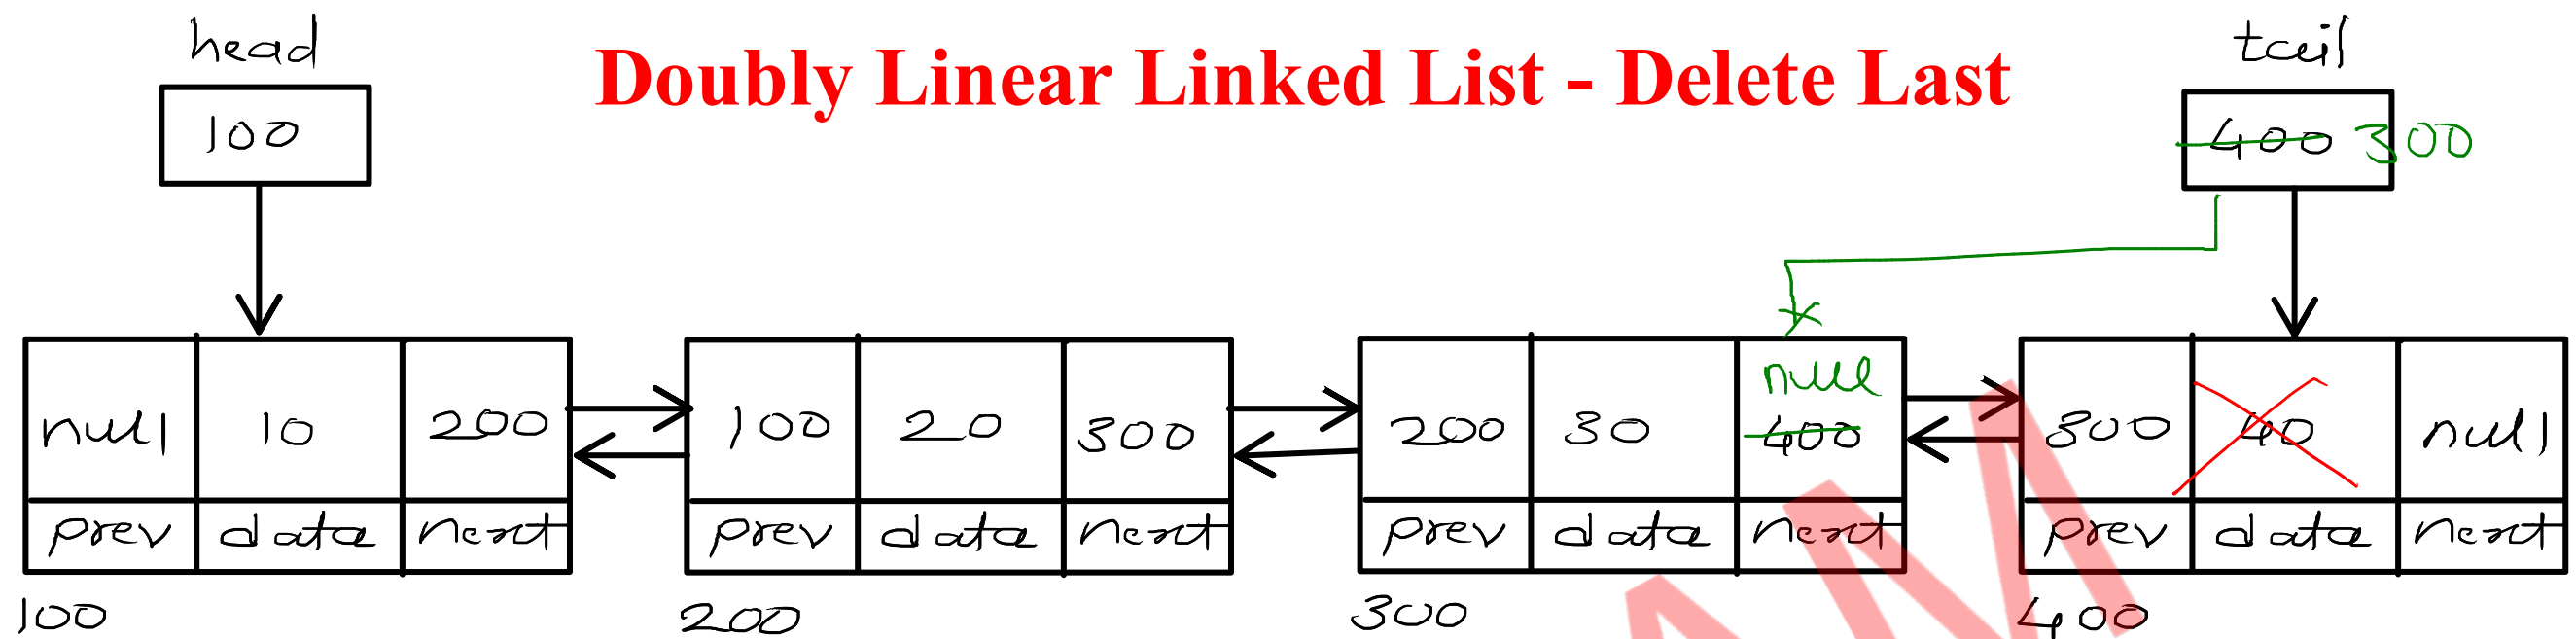 head
Doubly Linear Linked List - Delete Last
tail
100
400 300
null
null 10 200 100 20 300 200 30 400 300 40 null
prev data next prev data next prev data next prev data next
100 200 300 400